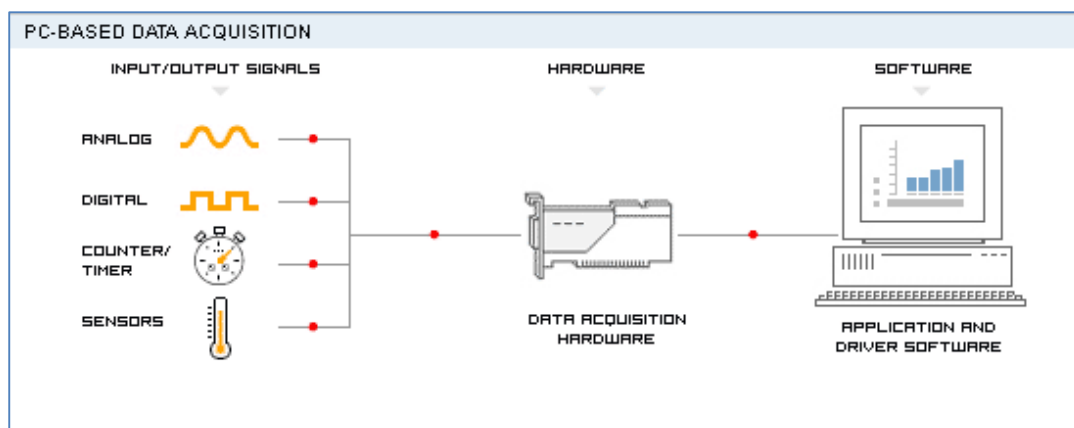 PC-BASED DATA ACQUISITION
INPUT/OUTPUT SIGNALS
HARDWARE
SOFTWARE
ANALOG
DIGITAL
COUNTER/
TIMER
SENSORS
DATA ACQUISITION
HARDWARE
APPLICATION AND
DRIVER SOFTWARE